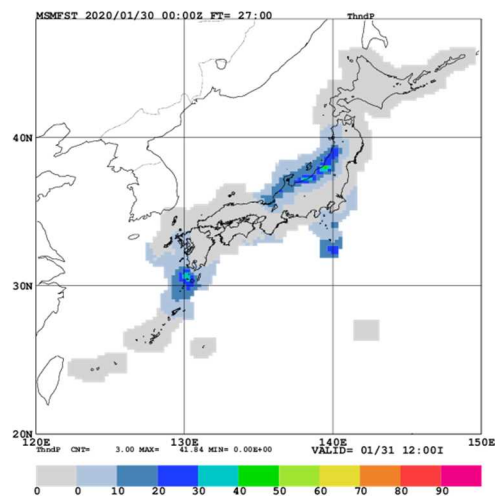 MSMFST 2020/01/30 00:00Z FT= 27:00 ThndP
40N
30N
20N
120E 130E 140E 150E
ThndP CNT= 3.00 MAX= 41.84 MIN= 0.00E+00 VALID= 01/31 12:00I
0 10 20 30 40 50 60 70 80 90